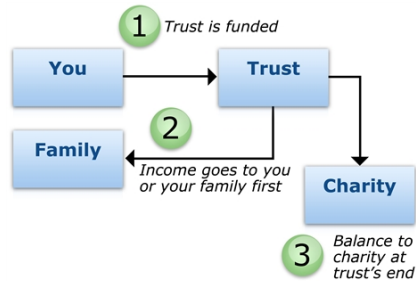 1 Trust is funded
You
Trust
2
Family
Income goes to you
or your family first
Charity
3
Balance to
charity at
trust's end